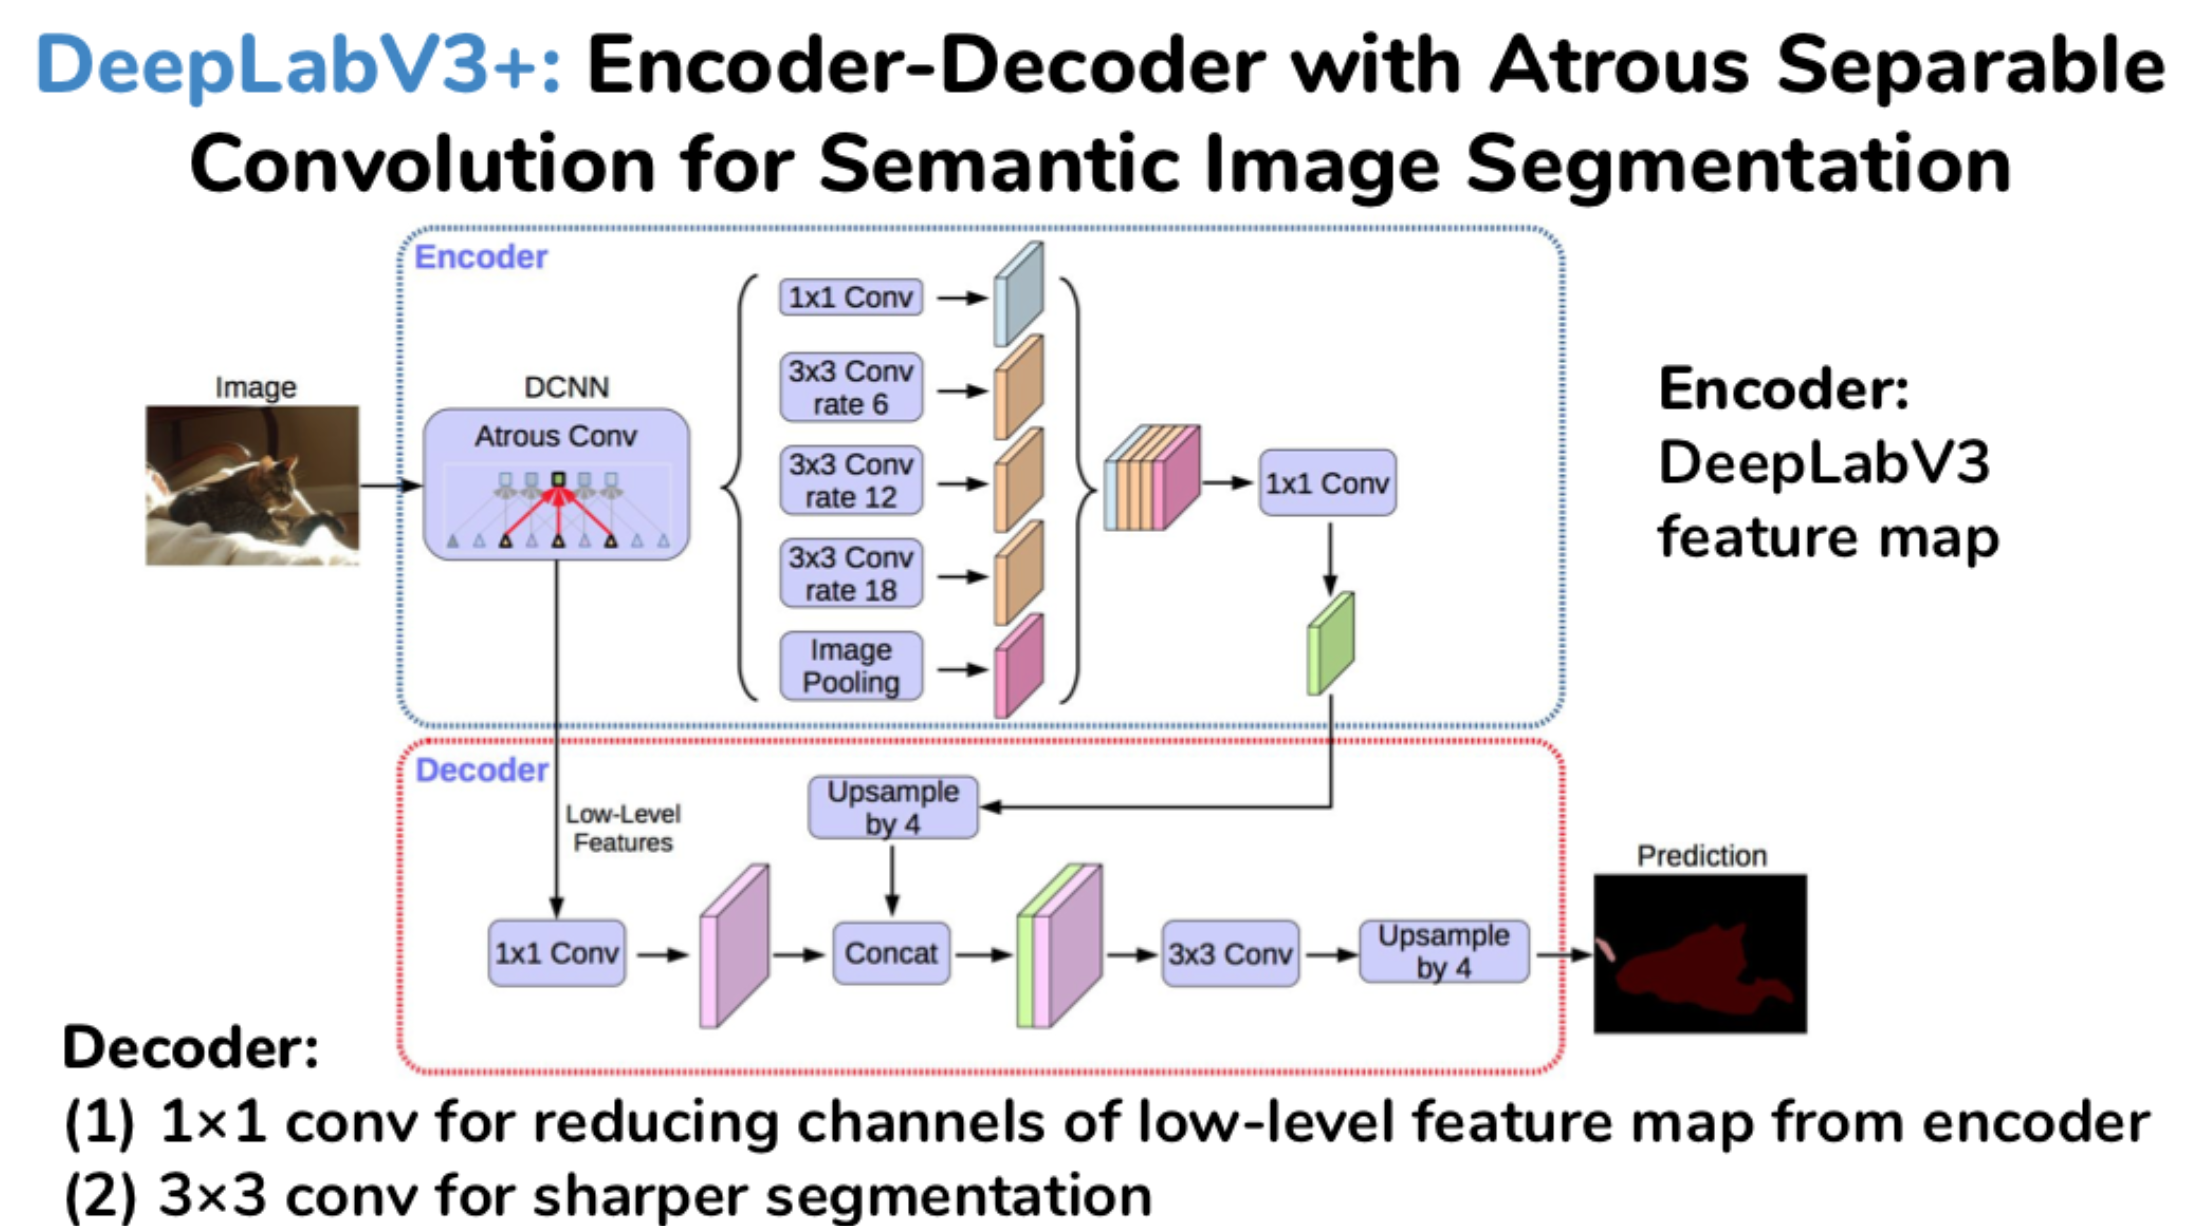 DeepLabV3+: Encoder-Decoder with Atrous Separable
Convolution for Semantic Image Segmentation
Encoder
Image
DCNN
Atrous Conv
1x1 Conv
3x3 Conv
rate 6
3x3 Conv
rate 12
3x3 Conv
rate 18
Image
Pooling
1x1 Conv
Encoder:
DeepLabV3
feature map
Decoder
Low-Level
Features
Upsample
by 4
1x1 Conv
Concat
3x3 Conv
Upsample
by 4
Prediction
Decoder:
(1) 1×1 conv for reducing channels of low-level feature map from encoder
(2) 3×3 conv for sharper segmentation